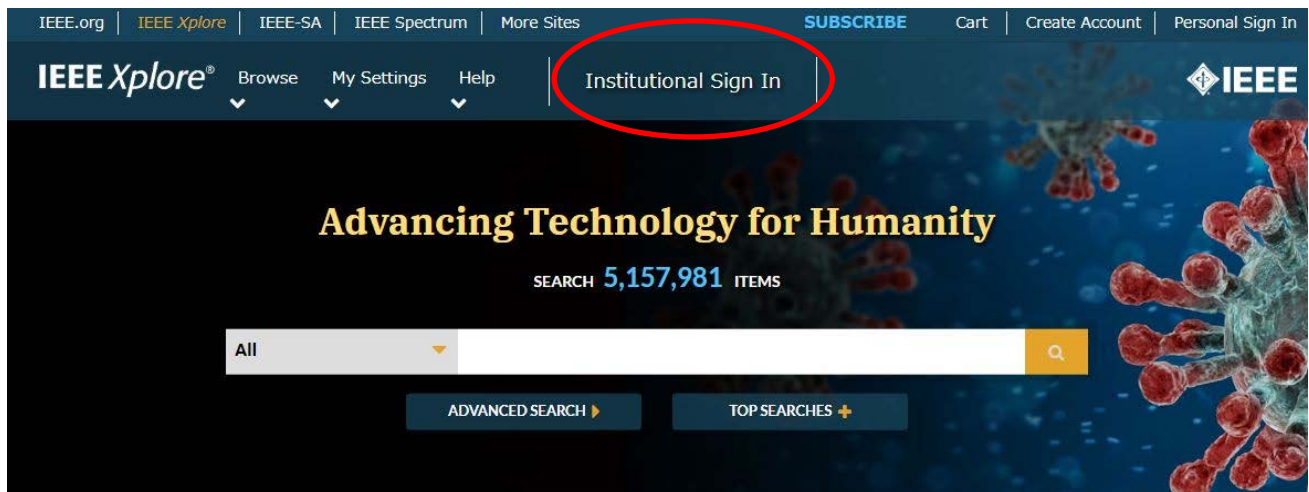 IEEE.org | IEEE Xplore | IEEE-SA | IEEE Spectrum | More Sites SUBSCRIBE Cart | Create Account | Personal Sign In
IEEE Xplore® Browse My Settings Help Institutional Sign In IEEE
Advancing Technology for Humanity
SEARCH 5,157,981 ITEMS
All
ADVANCED SEARCH TOP SEARCHES +